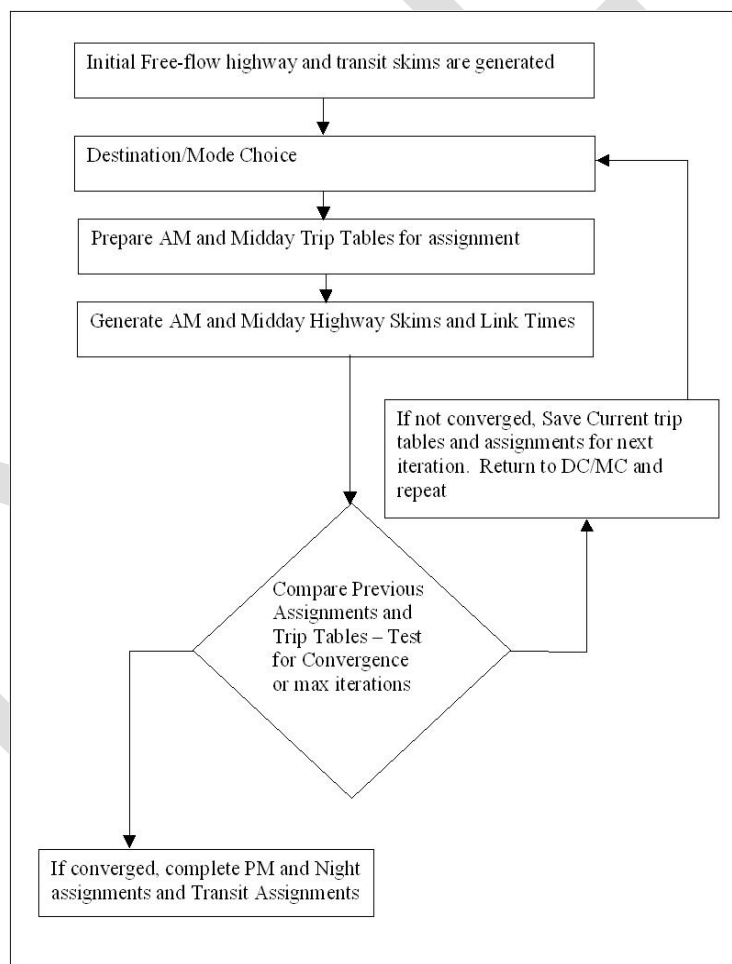 Initial Free-flow highway and transit skims are generated
Destination/Mode Choice
Prepare AM and Midday Trip Tables for assignment
Generate AM and Midday Highway Skims and Link Times
If not converged, Save Current trip
tables and assignments for next
iteration. Return to DC/MC and
repeat
Compare Previous
Assignments and
Trip Tables – Test
for Convergence
or max iterations
If converged, complete PM and Night
assignments and Transit Assignments